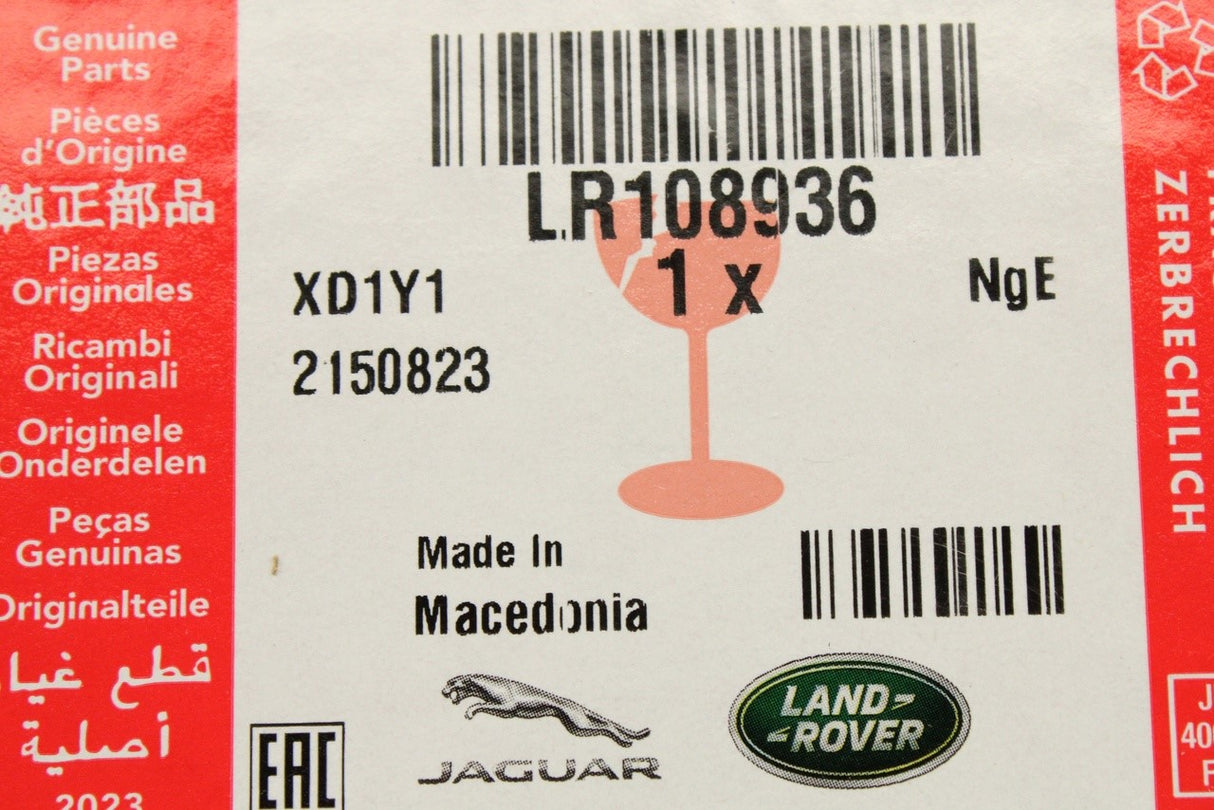 Genuine
Parts
Pièces
d'Origine
純正部品
Piezas
Originales
Ricambi
Originali
Originele
Onderdelen
Peças
Genuinas
Originalteile
قطع غيار
أصلية
2023
LR108936
1 x
XD1Y1
NgE
2150823
Made In
Macedonia
EAC
JAGUAR
LAND-
-ROVER
ZERBRECHLICH